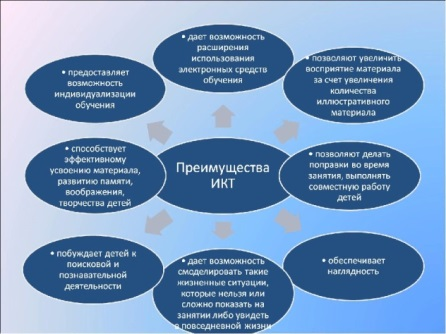 • дает возможность
расширения
использования
электронных средств
обучения
• позволяют увеличить
восприятие материала
за счет увеличения
количества
иллюстративного
материала
• позволяют делать
поправки во время
занятия, выполнять
совместную работу
детей
• обеспечивает
наглядность
• дает возможность
смоделировать такие
жизненные ситуации,
которые нельзя или
сложно показать на
занятии либо увидеть
в повседневной жизни
• побуждает детей к
поисковой и
познавательной
деятельности
• способствует
эффективному
усвоению материала,
развитию памяти,
воображения,
творчества детей
• предоставляет
возможность
индивидуализации
обучения
Преимущества
ИКТ